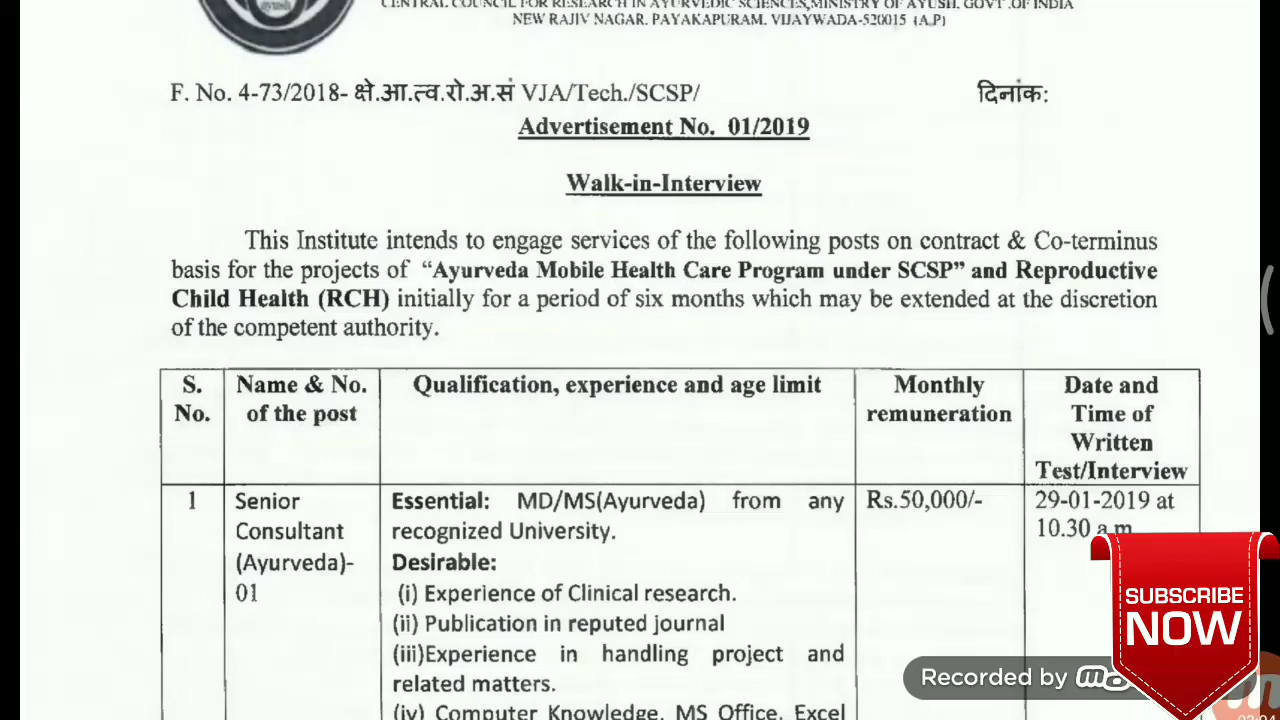 ayush
CENTRAL COUNCIL FOR RESEARCH IN AYURVEDIC SCIENCES,MINISTRY OF AYUSH, GOVT .OF INDIA
NEW RAJIV NAGAR, PAYAKAPURAM, VIJAYWADA-520015 (A.P)
F. No. 4-73/2018- क्षे.आ.त्व.रो.अ.सं VJA/Tech./SCSP/ दिनांक:
Advertisement No. 01/2019
Walk-in-Interview
This Institute intends to engage services of the following posts on contract & Co-terminus
basis for the projects of “Ayurveda Mobile Health Care Program under SCSP” and Reproductive
Child Health (RCH) initially for a period of six months which may be extended at the discretion
of the competent authority.
S. No.
Name & No. of the post
Qualification, experience and age limit
Monthly remuneration
Date and Time of Written Test/Interview
1
Senior
Consultant
(Ayurveda)-
01
Essential: MD/MS(Ayurveda) from any
recognized University.
Desirable:
(i) Experience of Clinical research.
(ii) Publication in reputed journal
(iii)Experience in handling project and
related matters.
(iv) Computer Knowledge, MS Office, Excel
Rs.50,000/-
29-01-2019 at
10.30 a.m
SUBSCRIBE
NOW
Recorded by